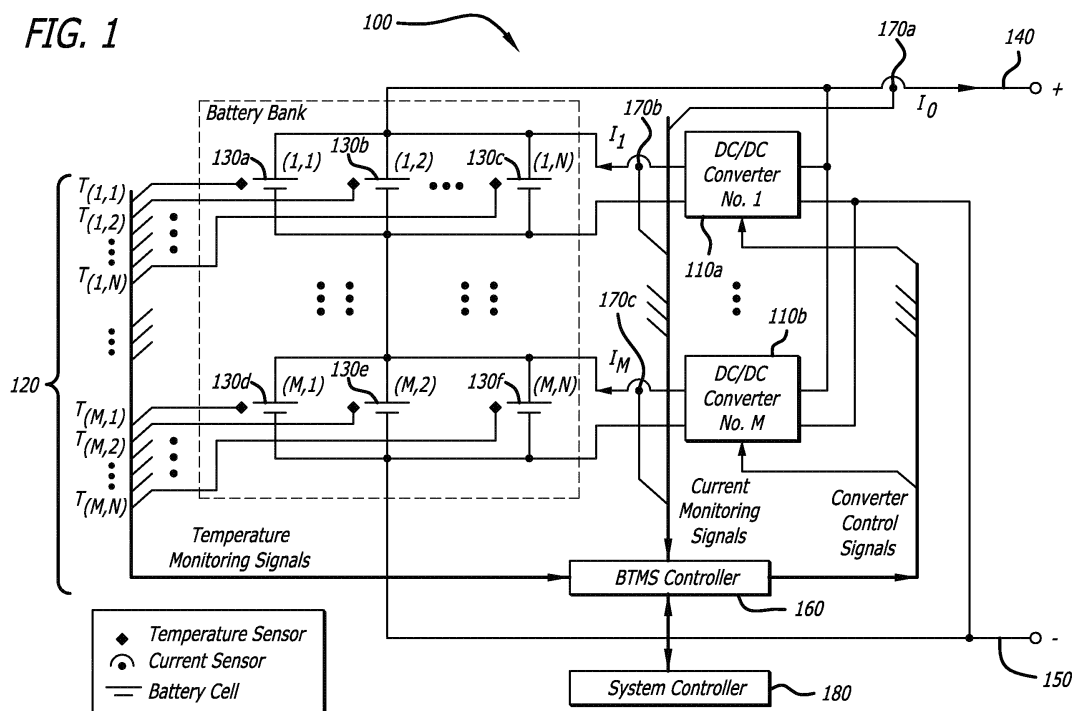 FIG. 1
100
170a
140
+
I0
Battery Bank
170b
I1
DC/DC
Converter
No. 1
110a
130a
(1,1)
130b
(1,2)
130c
(1,N)
T(1,1)
T(1,2)
T(1,N)
120
170c
110b
IM
DC/DC
Converter
No. M
130d
(M,1)
130e
(M,2)
130f
(M,N)
T(M,1)
T(M,2)
T(M,N)
Temperature
Monitoring Signals
Current
Monitoring
Signals
Converter
Control
Signals
BTMS Controller
160
Temperature Sensor
Current Sensor
Battery Cell
System Controller
180
-
150